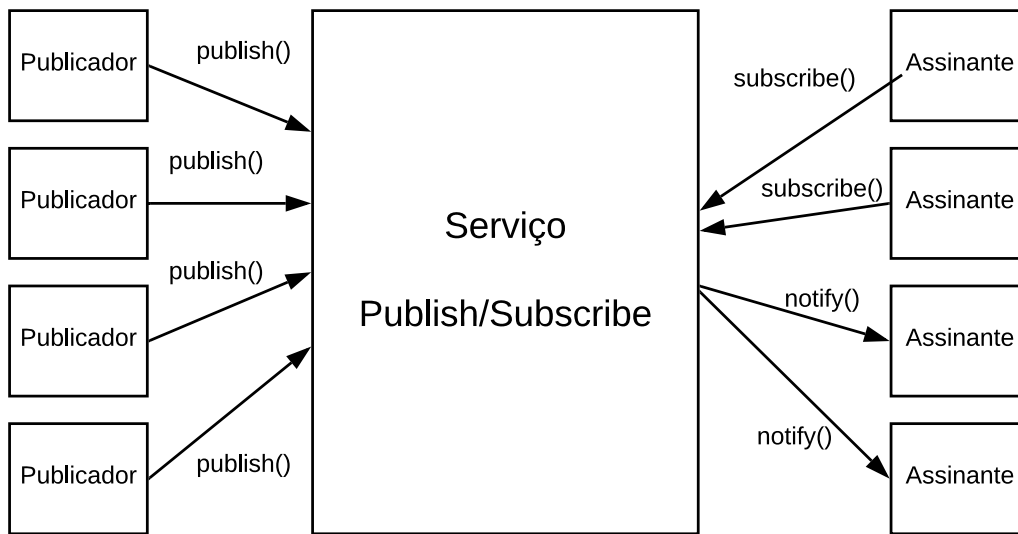 Publicador
publish()
Publicador
publish()
Publicador
publish()
Publicador
publish()
Serviço
Publish/Subscribe
subscribe()
Assinante
subscribe()
Assinante
notify()
Assinante
notify()
Assinante